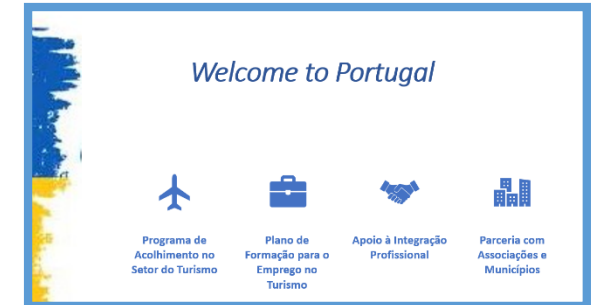 Welcome to Portugal
Programa de
Acolhimento no
Setor do Turismo
Plano de
Formação para o
Emprego no
Turismo
Apoio à Integração
Profissional
Parceria com
Associações e
Municípios